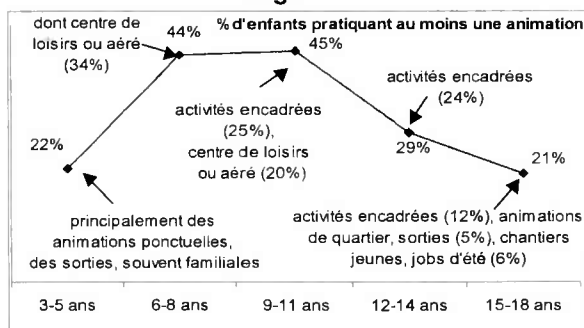 % d'enfants pratiquant au moins une animation
dont centre de
loisirs ou aéré
(34%)
44%
45%
activités encadrées
(24%)
22%
activités encadrées
(25%),
centre de loisirs
ou aéré (20%)
29%
21%
principalement des
animations ponctuelles,
des sorties, souvent familiales
activités encadrées (12%), animations
de quartier, sorties (5%), chantiers
jeunes, jobs d'été (6%)
3-5 ans 6-8 ans 9-11 ans 12-14 ans 15-18 ans